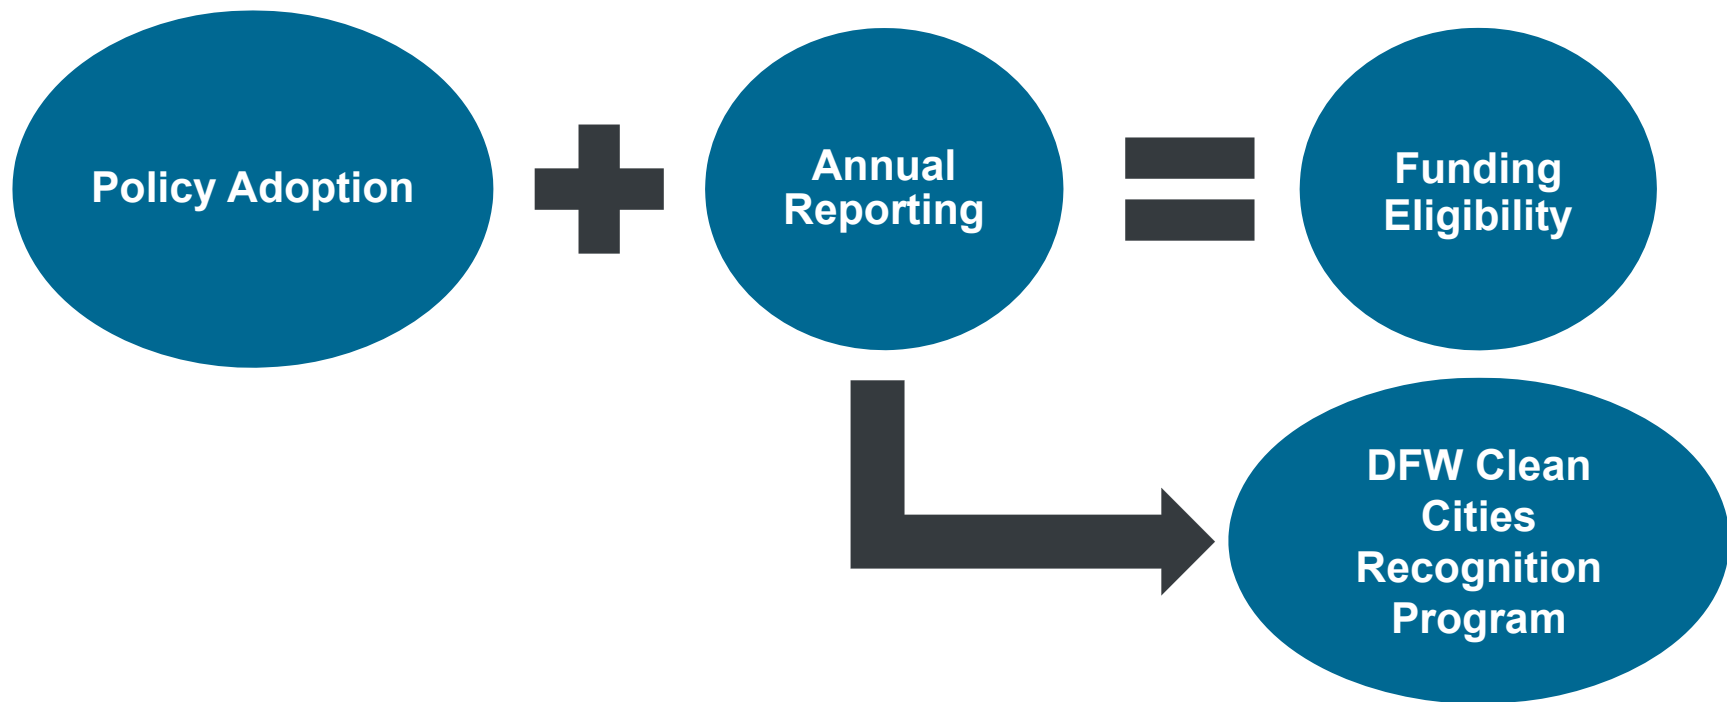 Policy Adoption
Annual
Reporting
Funding
Eligibility
DFW Clean
Cities
Recognition
Program